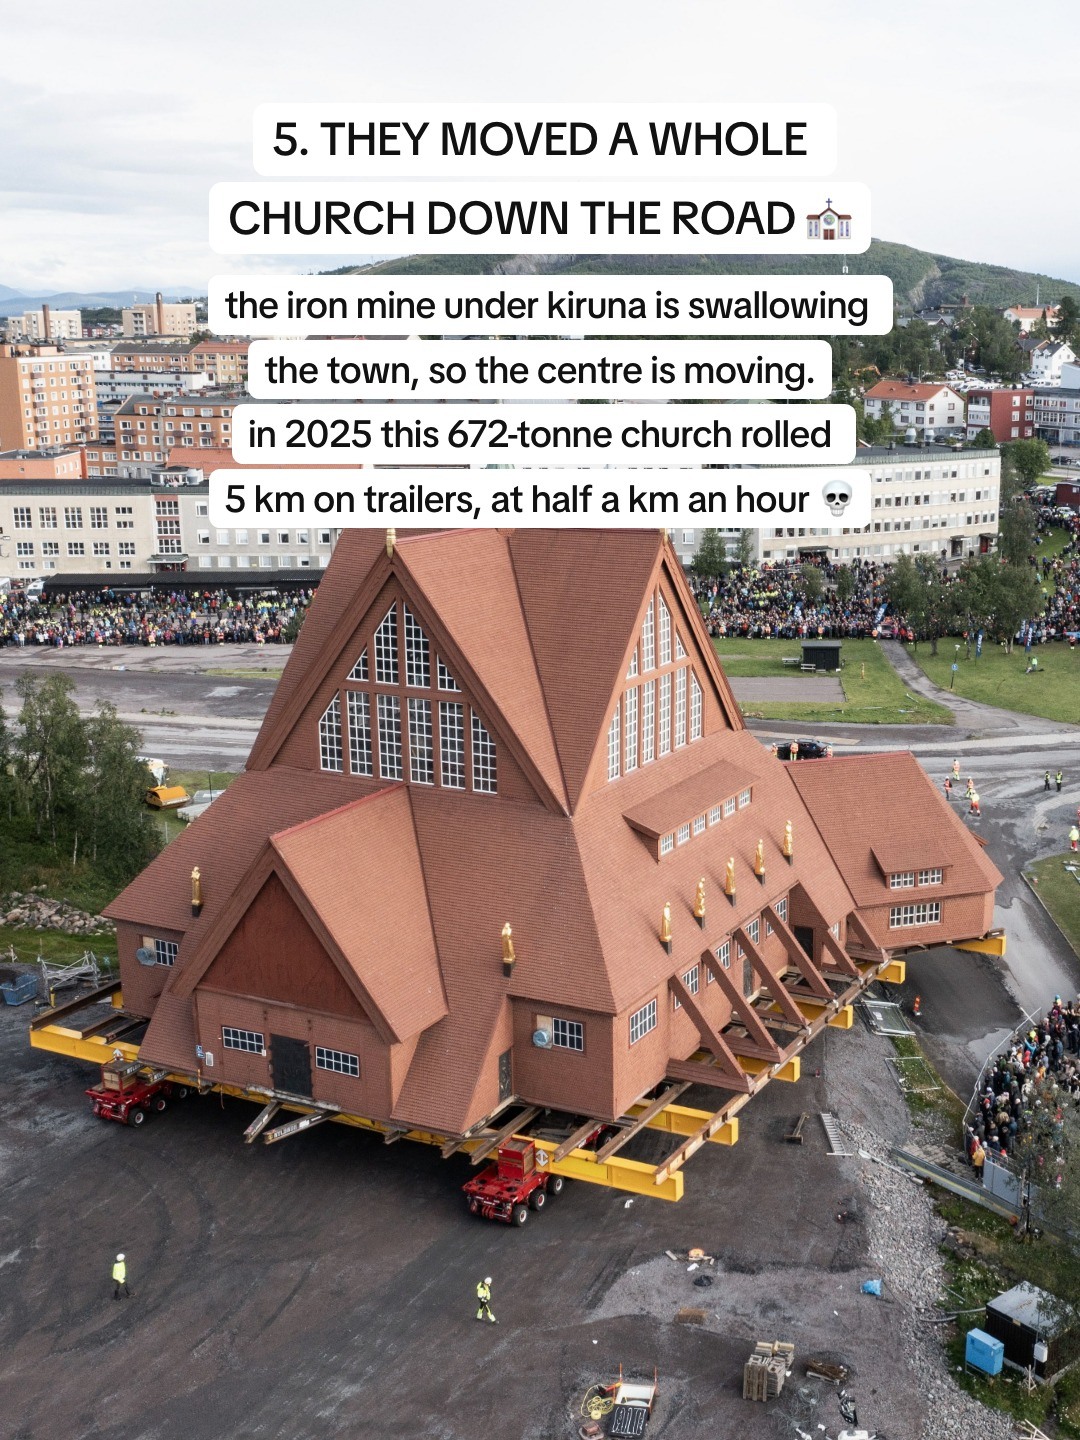 5. THEY MOVED A WHOLE
CHURCH DOWN THE ROAD ⛪
the iron mine under kiruna is swallowing
the town, so the centre is moving.
in 2025 this 672-tonne church rolled
5 km on trailers, at half a km an hour 💀